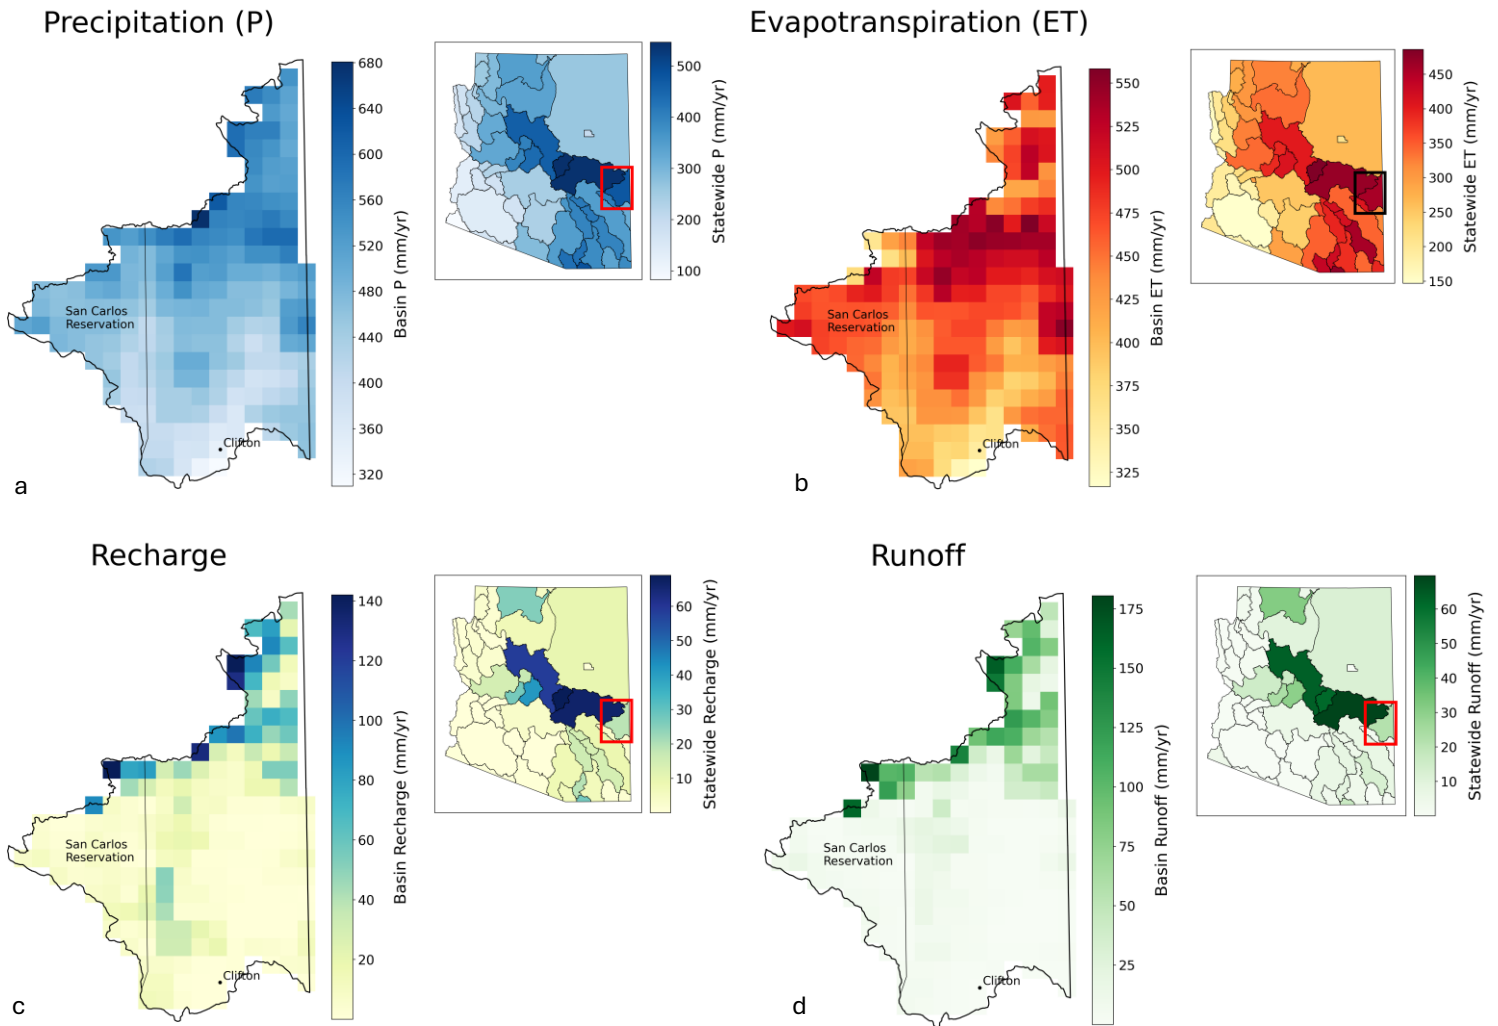 Precipitation (P)
680
640
600
560
520
480
440
400
360
320
Basin P (mm/yr)
500
400
300
200
100
Statewide P (mm/yr)
San Carlos
Reservation
Clifton
a
Evapotranspiration (ET)
550
525
500
475
450
425
400
375
350
325
Basin ET (mm/yr)
450
400
350
300
250
200
150
Statewide ET (mm/yr)
San Carlos
Reservation
Clifton
b
Recharge
140
120
100
80
60
40
20
Basin Recharge (mm/yr)
60
50
40
30
20
10
Statewide Recharge (mm/yr)
San Carlos
Reservation
Clifton
c
Runoff
175
150
125
100
75
50
25
Basin Runoff (mm/yr)
60
50
40
30
20
10
Statewide Runoff (mm/yr)
San Carlos
Reservation
Clifton
d